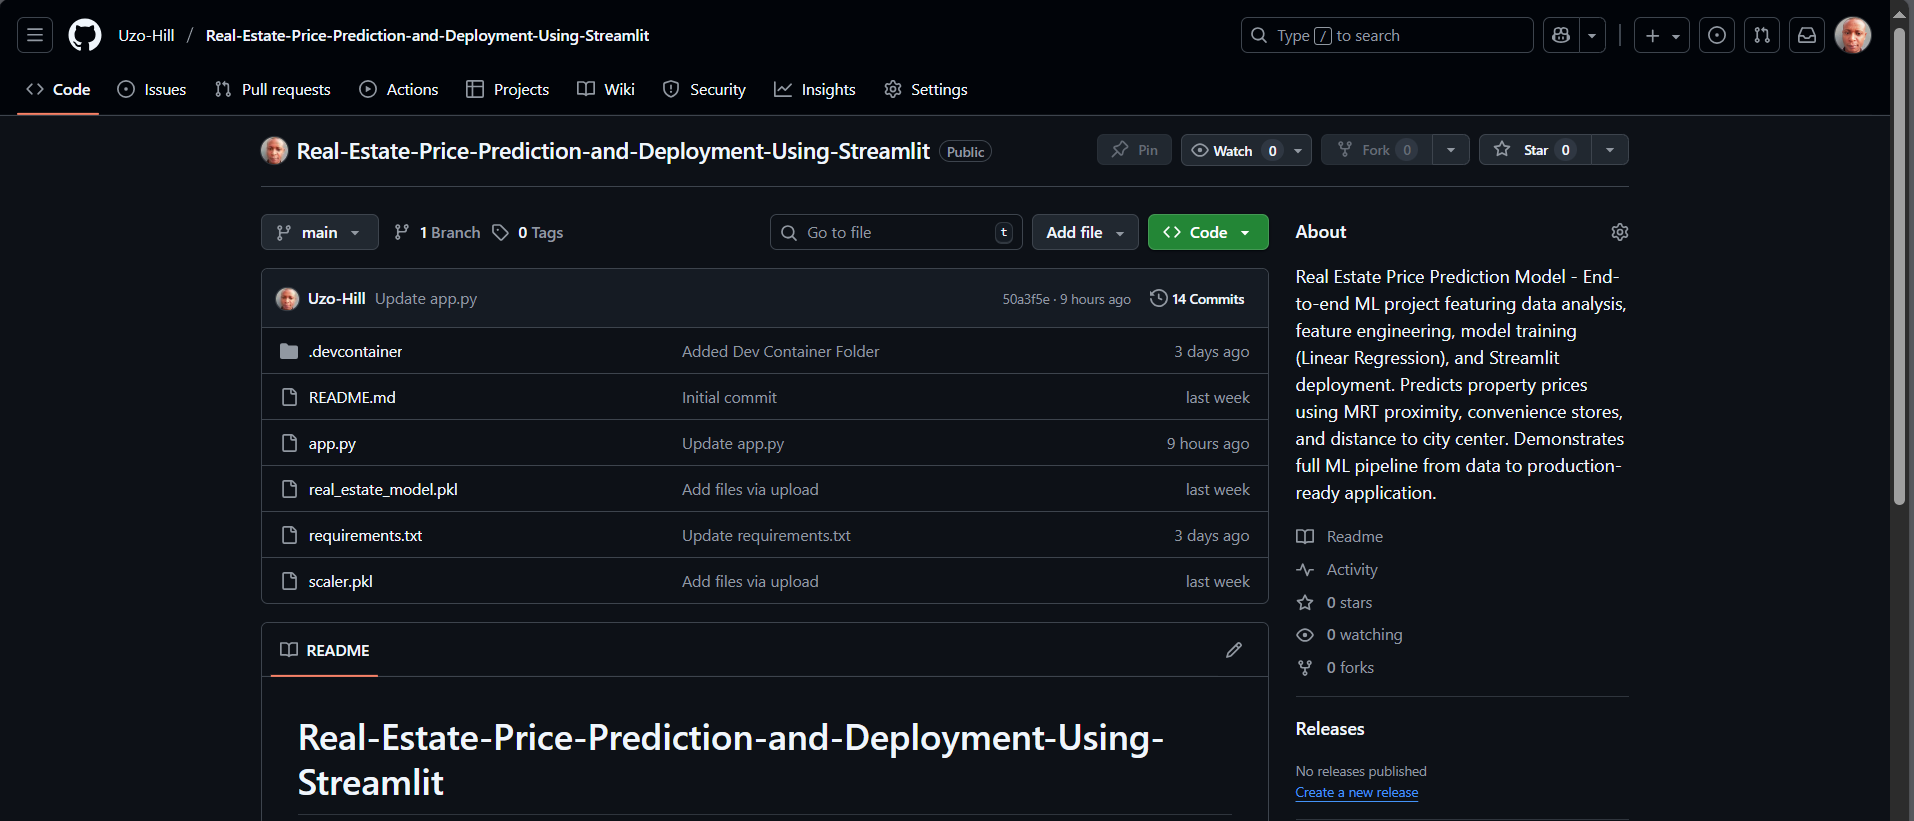 Uzo-Hill / Real-Estate-Price-Prediction-and-Deployment-Using-Streamlit
Type / to search
Code Issues Pull requests Actions Projects Wiki Security Insights Settings
Real-Estate-Price-Prediction-and-Deployment-Using-Streamlit Public
Pin Watch 0 Fork 0 Star 0
main 1 Branch 0 Tags Go to file t Add file Code
Uzo-Hill Update app.py 50a3f5e · 9 hours ago 14 Commits
.devcontainer Added Dev Container Folder 3 days ago
README.md Initial commit last week
app.py Update app.py 9 hours ago
real_estate_model.pkl Add files via upload last week
requirements.txt Update requirements.txt 3 days ago
scaler.pkl Add files via upload last week
README
Real-Estate-Price-Prediction-and-Deployment-Using-
Streamlit
About
Real Estate Price Prediction Model - End-
to-end ML project featuring data analysis,
feature engineering, model training
(Linear Regression), and Streamlit
deployment. Predicts property prices
using MRT proximity, convenience stores,
and distance to city center. Demonstrates
full ML pipeline from data to production-
ready application.
Readme
Activity
0 stars
0 watching
0 forks
Releases
No releases published
Create a new release